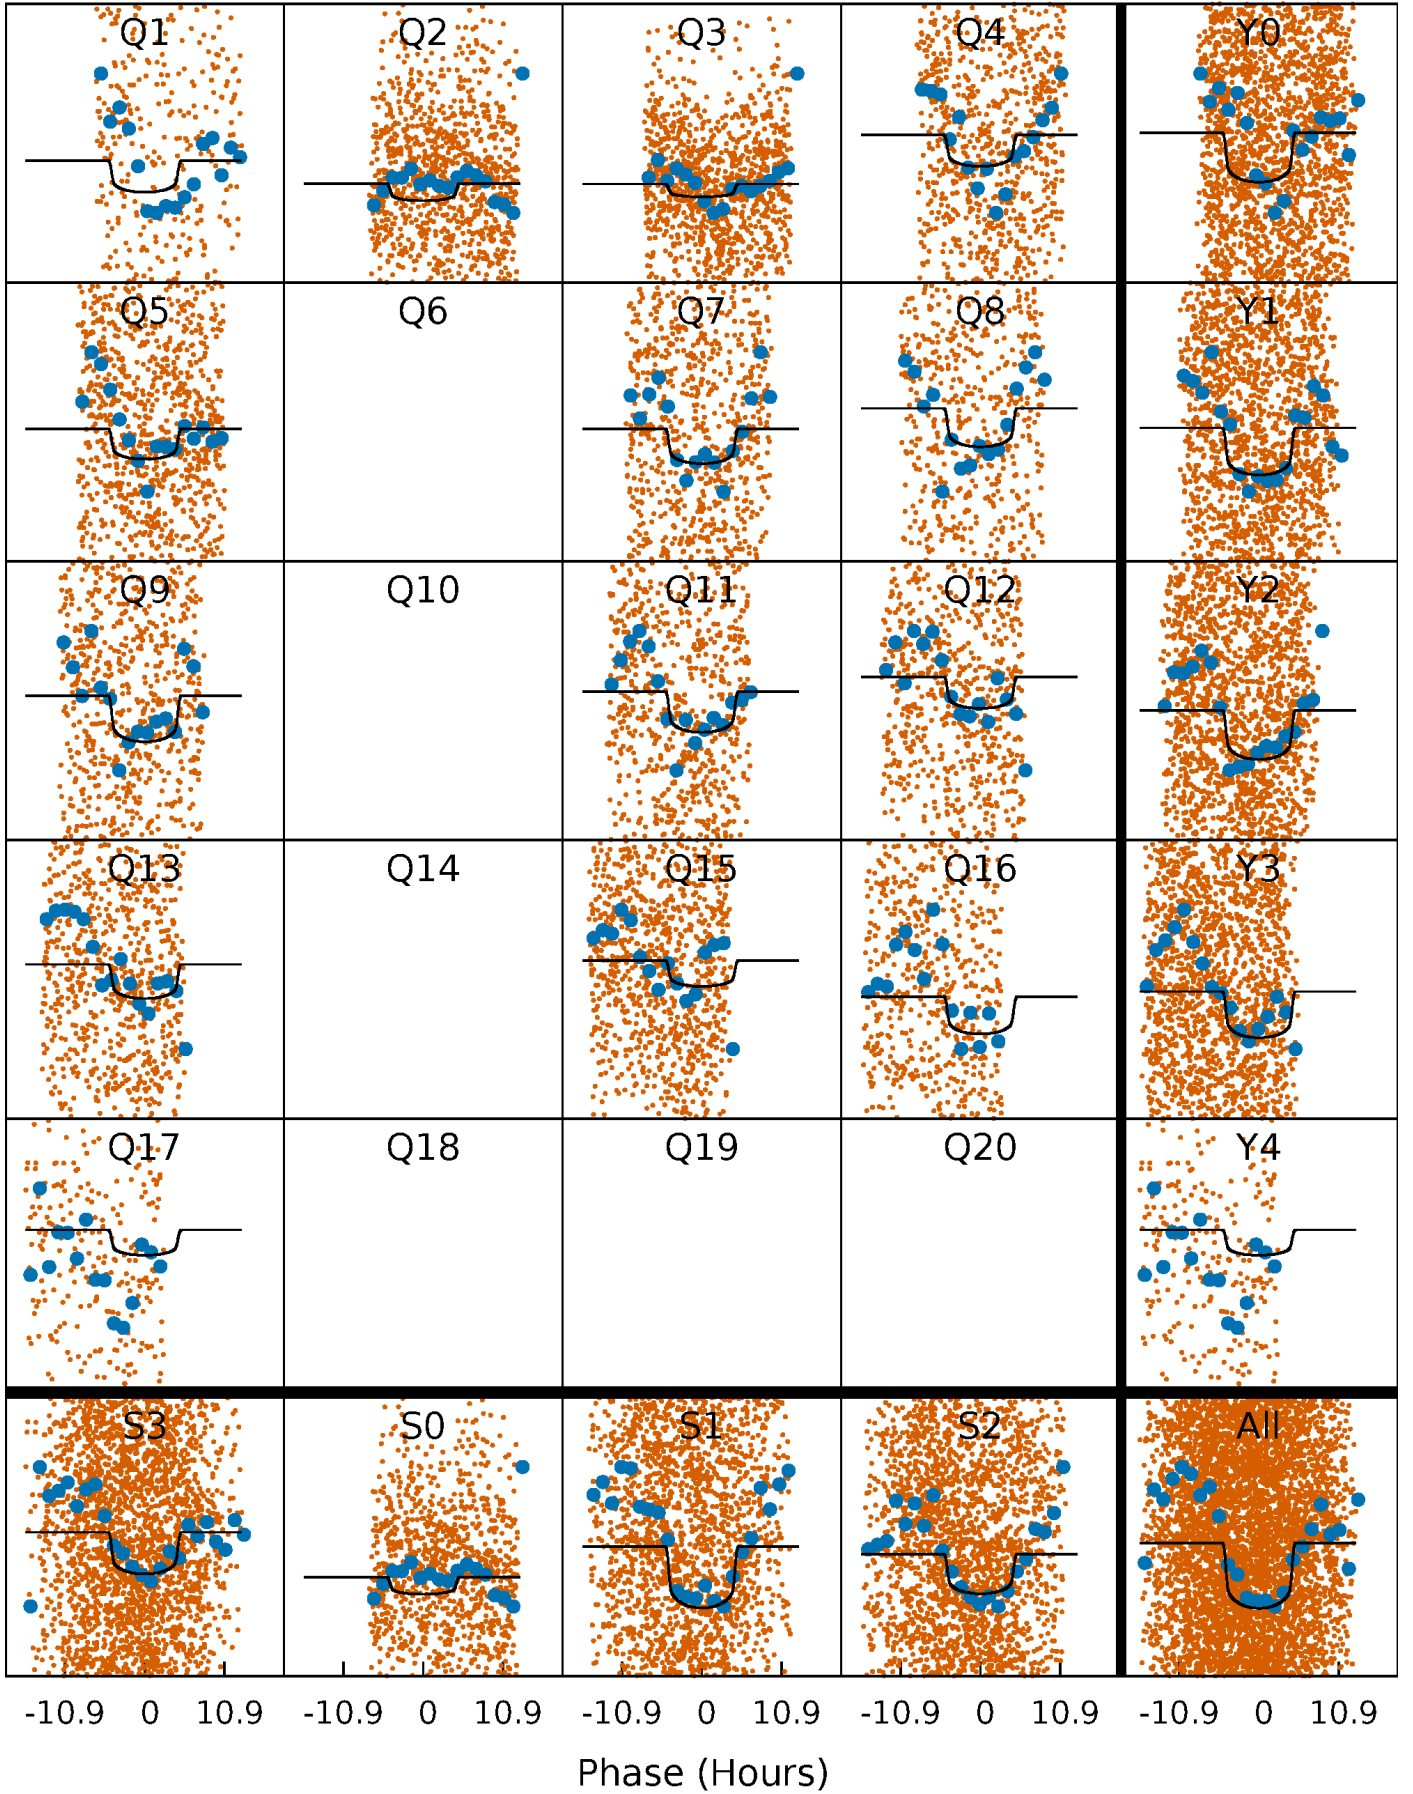 Q1 Q2 Q3 Q4 Y0
Q5 Q6 Q7 Q8 Y1
Q9 Q10 Q11 Q12 Y2
Q13 Q14 Q15 Q16 Y3
Q17 Q18 Q19 Q20 Y4
S3 S0 S1 S2 All
-10.9 0 10.9 -10.9 0 10.9 -10.9 0 10.9 -10.9 0 10.9 -10.9 0 10.9
Phase (Hours)